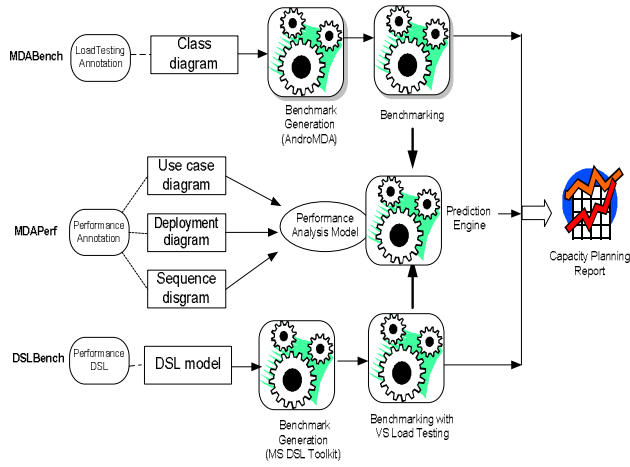 MDABench
LoadTesting
Annotation
Class
diagram
Benchmark
Generation
(AndroMDA)
Benchmarking
MDAPerf
Performance
Annotation
Use case
diagram
Deployment
diagram
Sequence
disgram
Performance
Analysis Model
Prediction
Engine
Capacity Planning
Report
DSLBench
Performance
DSL
DSL model
Benchmark
Generation
(MS DSL Toolkit)
Benchmarking with
VS Load Testing